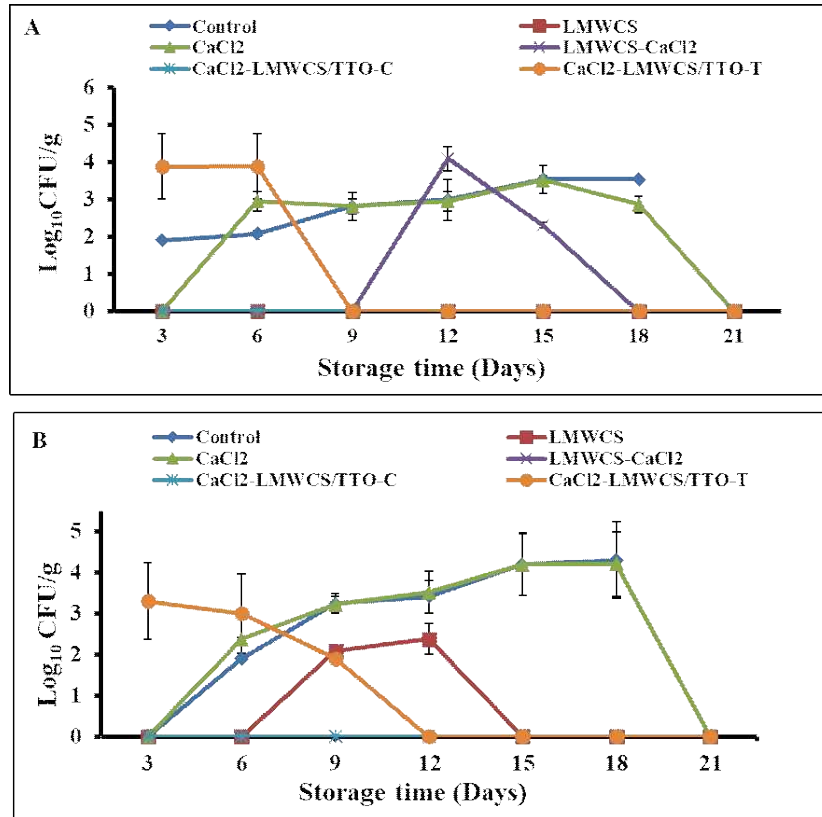 A
Control
LMWCS
CaCl2
LMWCS-CaCl2
CaCl2-LMWCS/TTO-C
CaCl2-LMWCS/TTO-T
6
5
4
3
2
1
0
Log10 CFU/g
3 6 9 12 15 18 21
Storage time (Days)
B
Control
LMWCS
CaCl2
LMWCS-CaCl2
CaCl2-LMWCS/TTO-C
CaCl2-LMWCS/TTO-T
5
4
3
2
1
0
Log10 CFU/g
3 6 9 12 15 18 21
Storage time (Days)